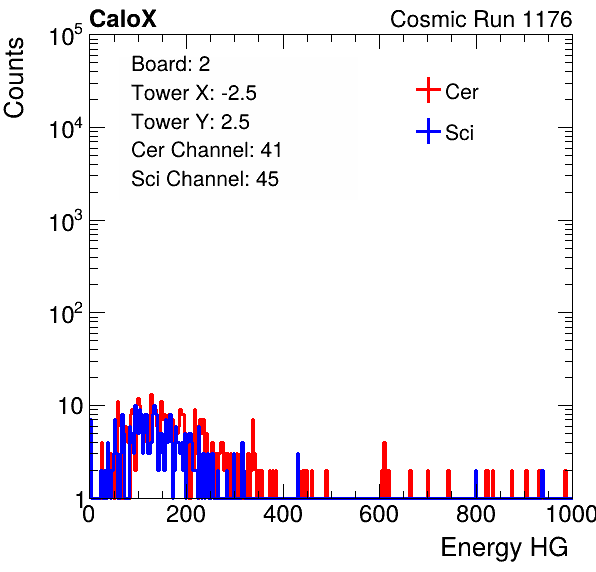 CaloX Cosmic Run 1176
Counts
10^5
10^4
10^3
10^2
10
1
Board: 2
Tower X: -2.5
Tower Y: 2.5
Cer Channel: 41
Sci Channel: 45
Cer
Sci
0 200 400 600 800 1000
Energy HG